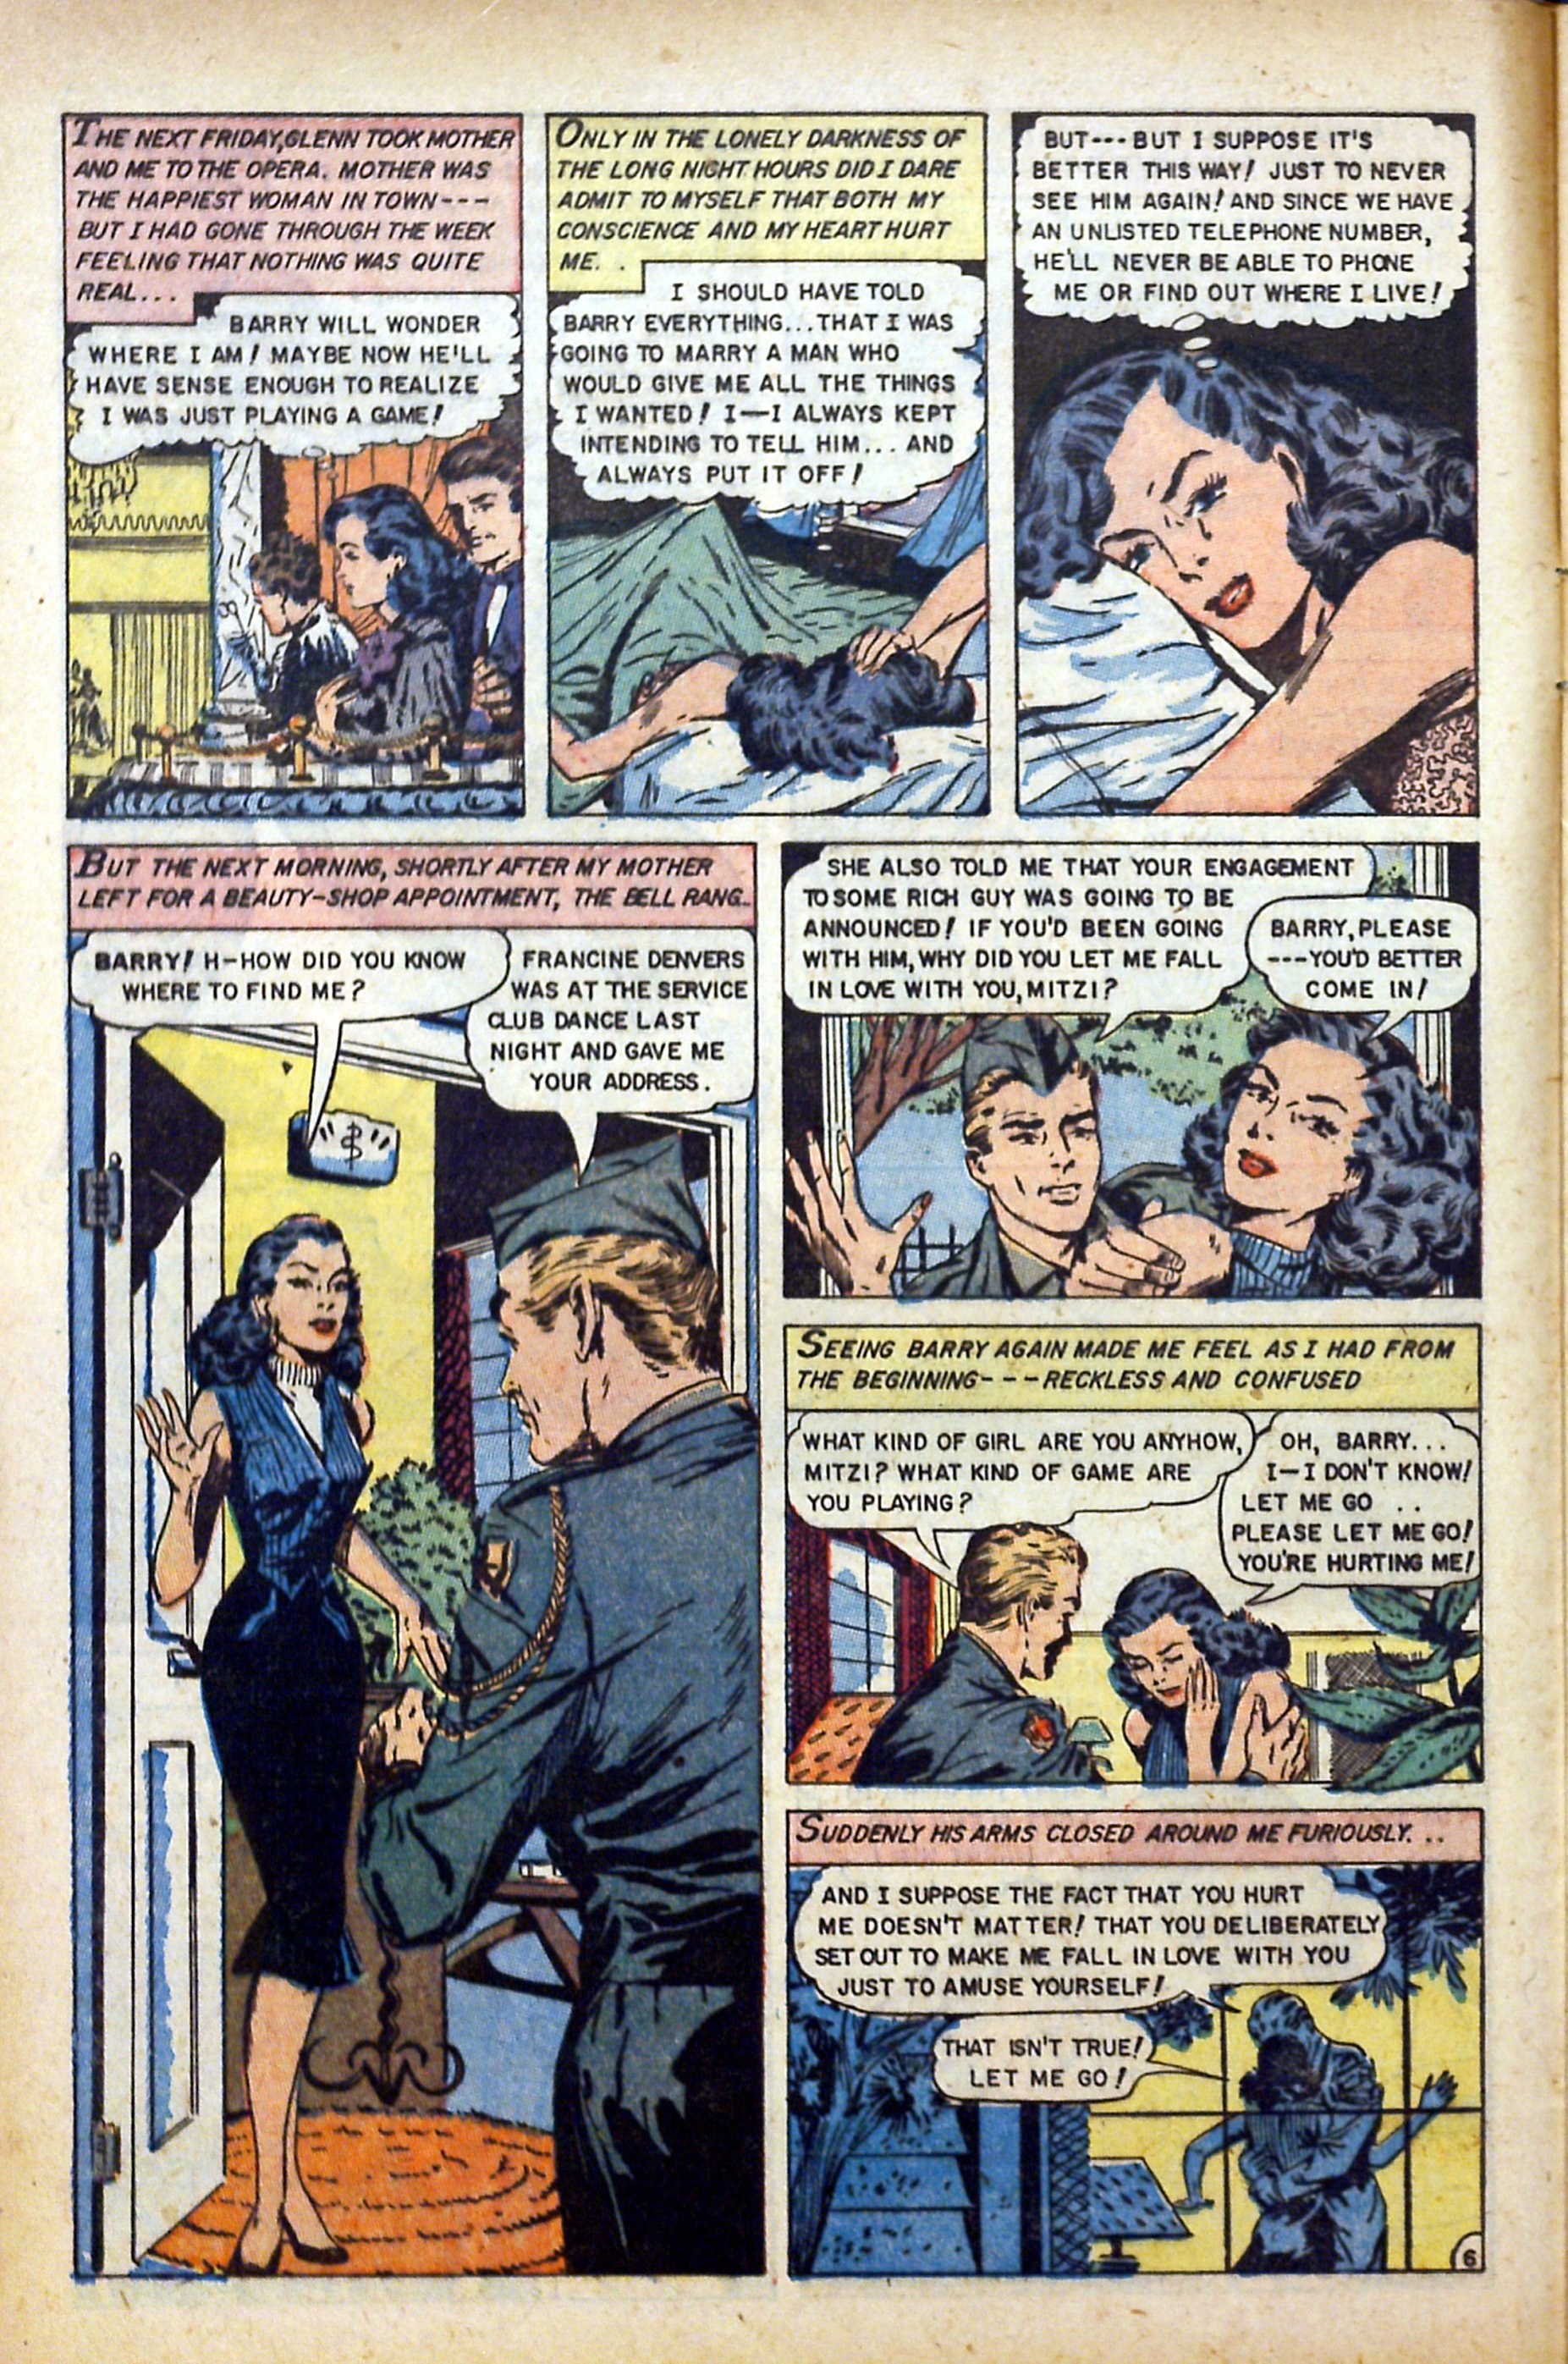 THE NEXT FRIDAY, GLENN TOOK MOTHER
AND ME TO THE OPERA. MOTHER WAS
THE HAPPIEST WOMAN IN TOWN---
BUT I HAD GONE THROUGH THE WEEK
FEELING THAT NOTHING WAS QUITE
REAL...
BARRY WILL WONDER
WHERE I AM! MAYBE NOW HE'LL
HAVE SENSE ENOUGH TO REALIZE
I WAS JUST PLAYING A GAME!
ONLY IN THE LONELY DARKNESS OF
THE LONG NIGHT HOURS DID I DARE
ADMIT TO MYSELF THAT BOTH MY
CONSCIENCE AND MY HEART HURT
ME. .
I SHOULD HAVE TOLD
BARRY EVERYTHING...THAT I WAS
GOING TO MARRY A MAN WHO
WOULD GIVE ME ALL THE THINGS
I WANTED! I—I ALWAYS KEPT
INTENDING TO TELL HIM... AND
ALWAYS PUT IT OFF!
BUT---BUT I SUPPOSE IT'S
BETTER THIS WAY! JUST TO NEVER
SEE HIM AGAIN! AND SINCE WE HAVE
AN UNLISTED TELEPHONE NUMBER,
HE'LL NEVER BE ABLE TO PHONE
ME OR FIND OUT WHERE I LIVE!
BUT THE NEXT MORNING, SHORTLY AFTER MY MOTHER
LEFT FOR A BEAUTY-SHOP APPOINTMENT, THE BELL RANG..
BARRY! H-HOW DID YOU KNOW
WHERE TO FIND ME?
FRANCINE DENVERS
WAS AT THE SERVICE
CLUB DANCE LAST
NIGHT AND GAVE ME
YOUR ADDRESS.
SHE ALSO TOLD ME THAT YOUR ENGAGEMENT
TO SOME RICH GUY WAS GOING TO BE
ANNOUNCED! IF YOU'D BEEN GOING
WITH HIM, WHY DID YOU LET ME FALL
IN LOVE WITH YOU, MITZI?
BARRY, PLEASE
---YOU'D BETTER
COME IN!
SEEING BARRY AGAIN MADE ME FEEL AS I HAD FROM
THE BEGINNING---RECKLESS AND CONFUSED
WHAT KIND OF GIRL ARE YOU ANYHOW,
MITZI? WHAT KIND OF GAME ARE
YOU PLAYING?
OH, BARRY...
I—I DON'T KNOW!
LET ME GO ..
PLEASE LET ME GO!
YOU'RE HURTING ME!
SUDDENLY HIS ARMS CLOSED AROUND ME FURIOUSLY. ..
AND I SUPPOSE THE FACT THAT YOU HURT
ME DOESN'T MATTER! THAT YOU DELIBERATELY
SET OUT TO MAKE ME FALL IN LOVE WITH YOU
JUST TO AMUSE YOURSELF!
THAT ISN'T TRUE!
LET ME GO!
6